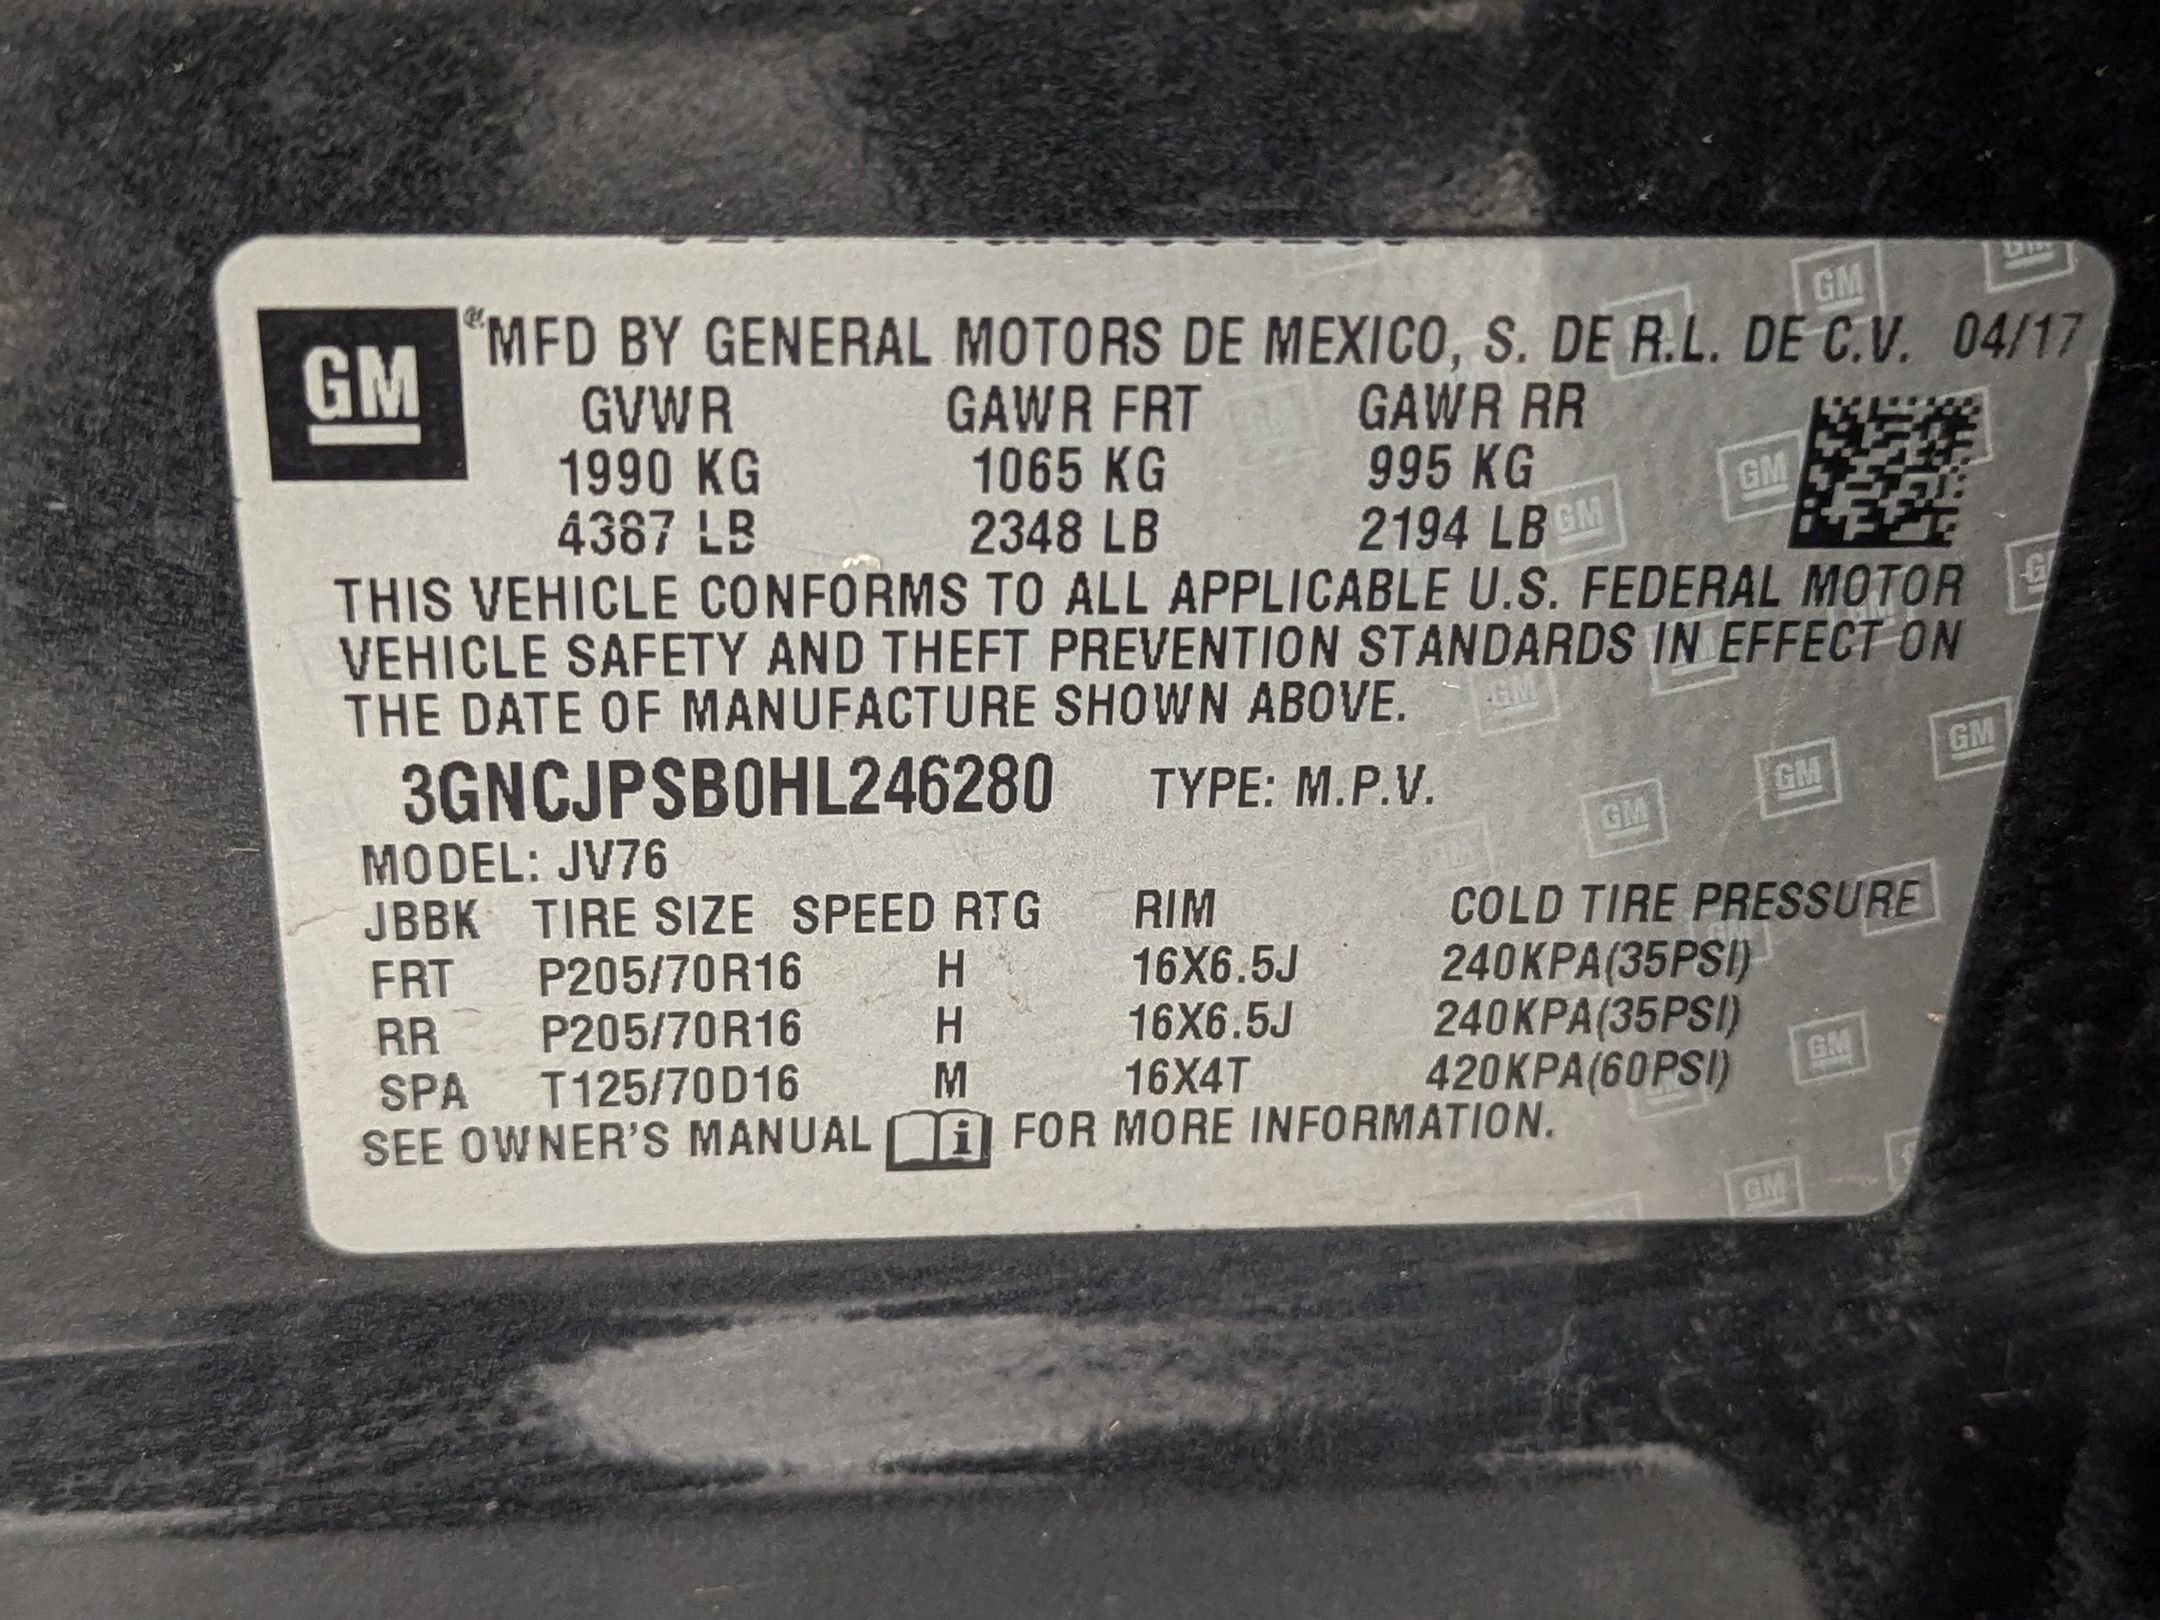 GM
MFD BY GENERAL MOTORS DE MEXICO, S. DE R.L. DE C.V. 04/17
GVWR GAWR FRT GAWR RR
1990 KG 1065 KG 995 KG
4387 LB 2348 LB 2194 LB
THIS VEHICLE CONFORMS TO ALL APPLICABLE U.S. FEDERAL MOTOR
VEHICLE SAFETY AND THEFT PREVENTION STANDARDS IN EFFECT ON
THE DATE OF MANUFACTURE SHOWN ABOVE.
3GNCJPSB0HL246280 TYPE: M.P.V.
MODEL: JV76
JBBK TIRE SIZE SPEED RTG RIM COLD TIRE PRESSURE
FRT P205/70R16 H 16X6.5J 240KPA(35PSI)
RR P205/70R16 H 16X6.5J 240KPA(35PSI)
SPA T125/70D16 M 16X4T 420KPA(60PSI)
SEE OWNER'S MANUAL i FOR MORE INFORMATION.